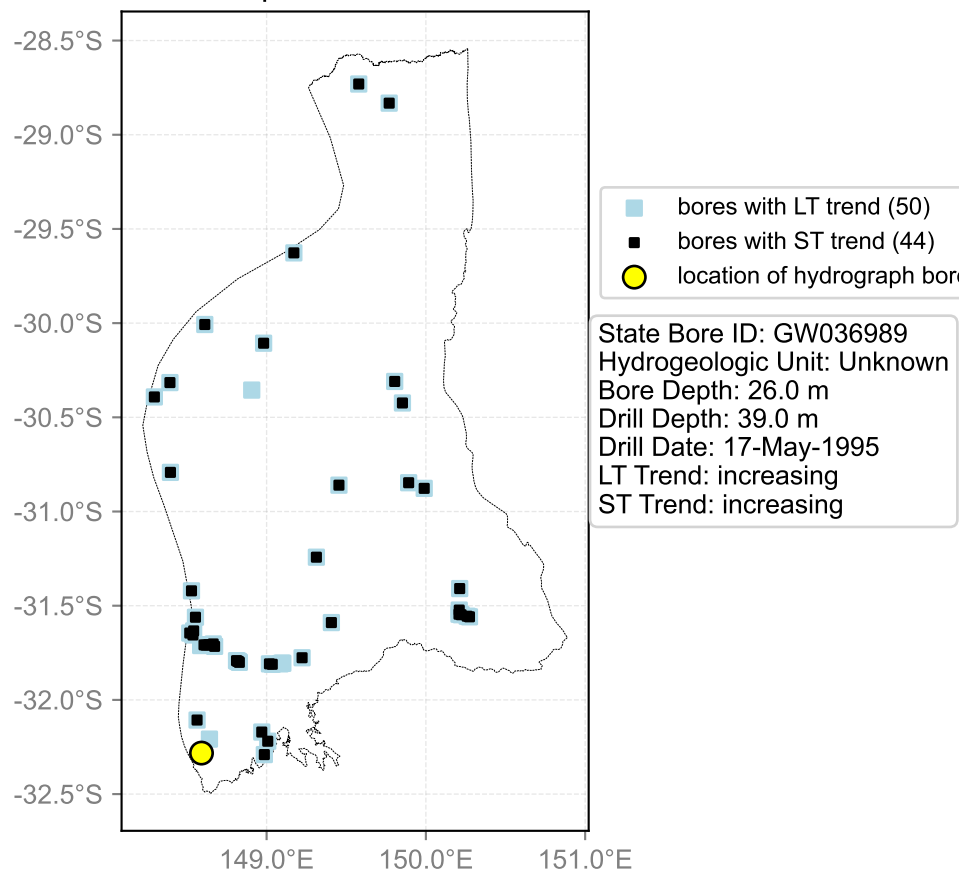 -28.5°S
-29.0°S
-29.5°S
-30.0°S
-30.5°S
-31.0°S
-31.5°S
-32.0°S
-32.5°S
149.0°E
150.0°E
151.0°E
bores with LT trend (50)
bores with ST trend (44)
location of hydrograph bore
State Bore ID: GW036989
Hydrogeologic Unit: Unknown
Bore Depth: 26.0 m
Drill Depth: 39.0 m
Drill Date: 17-May-1995
LT Trend: increasing
ST Trend: increasing